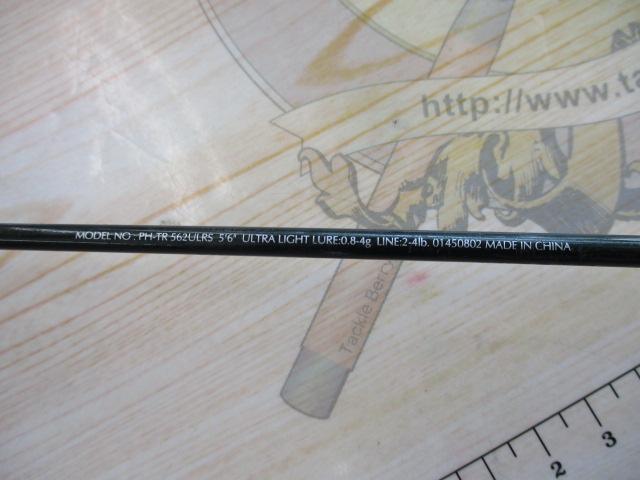 http://www.ta
MODEL NO : PH-TR 562ULRS 5'6" ULTRA LIGHT LURE:0.8-4g LINE:2-4lb. 01450802 MADE IN CHINA
Tackle Berry
2 3